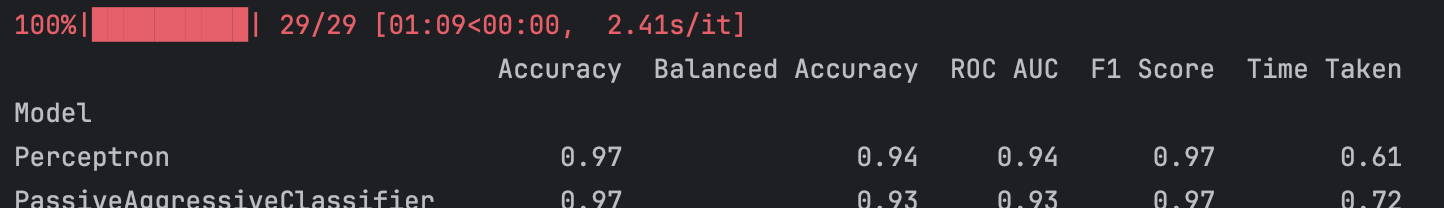 100%|██████████| 29/29 [01:09<00:00,  2.41s/it]
Accuracy  Balanced Accuracy  ROC AUC  F1 Score  Time Taken
Model
Perceptron  0.97  0.94  0.94  0.97  0.61
PassiveAggressiveClassifier  0.97  0.93  0.93  0.97  0.72